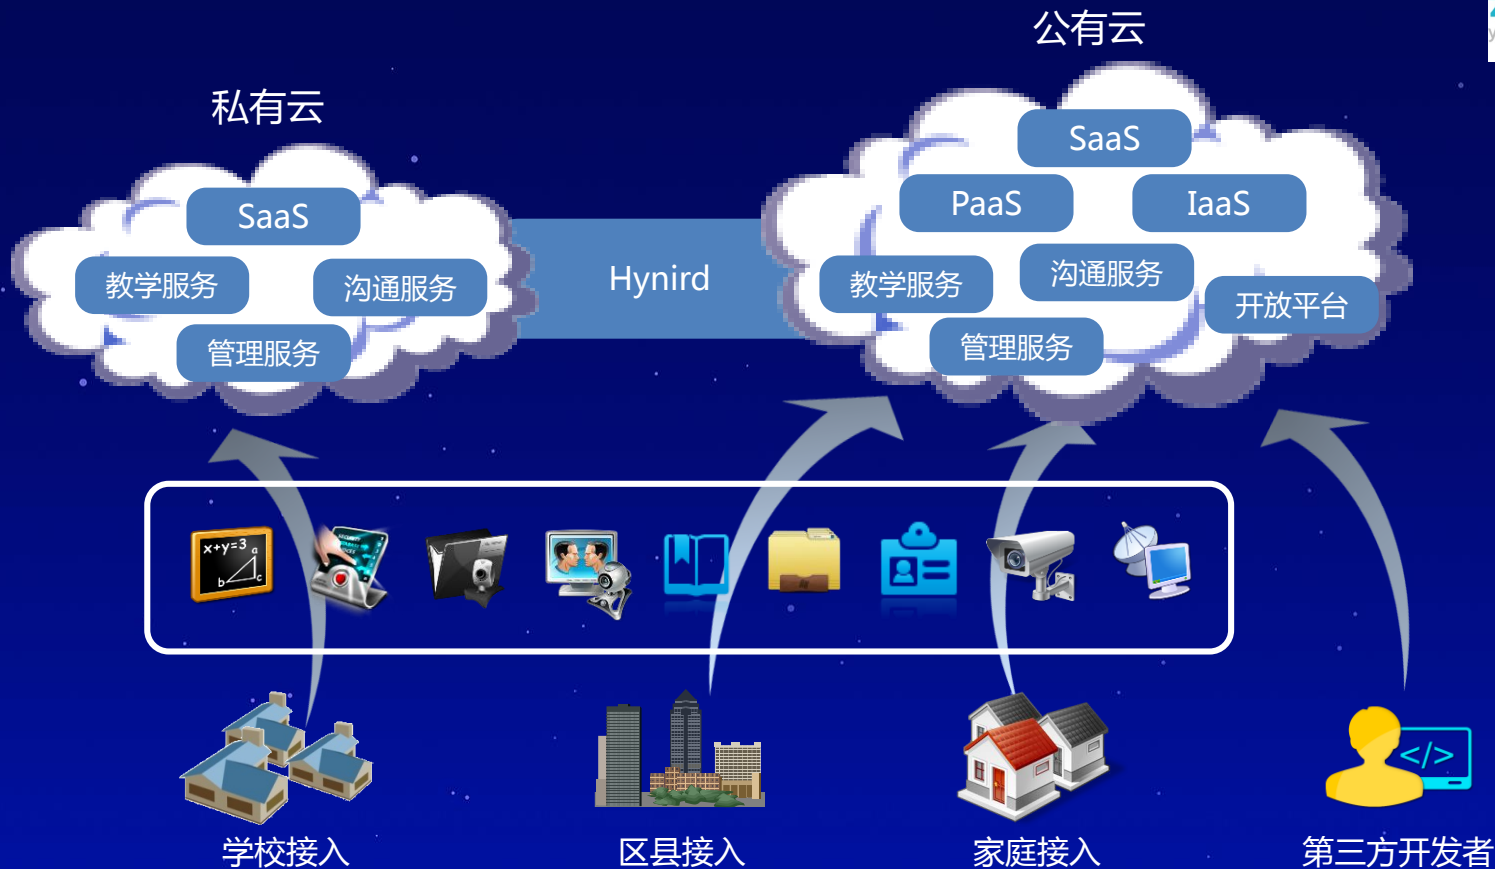 公有云
私有云
SaaS
SaaS
PaaS
IaaS
Hynird
教学服务
沟通服务
管理服务
教学服务
沟通服务
开放平台
管理服务
x+y=3
a
b
c
</>
学校接入
区县接入
家庭接入
第三方开发者